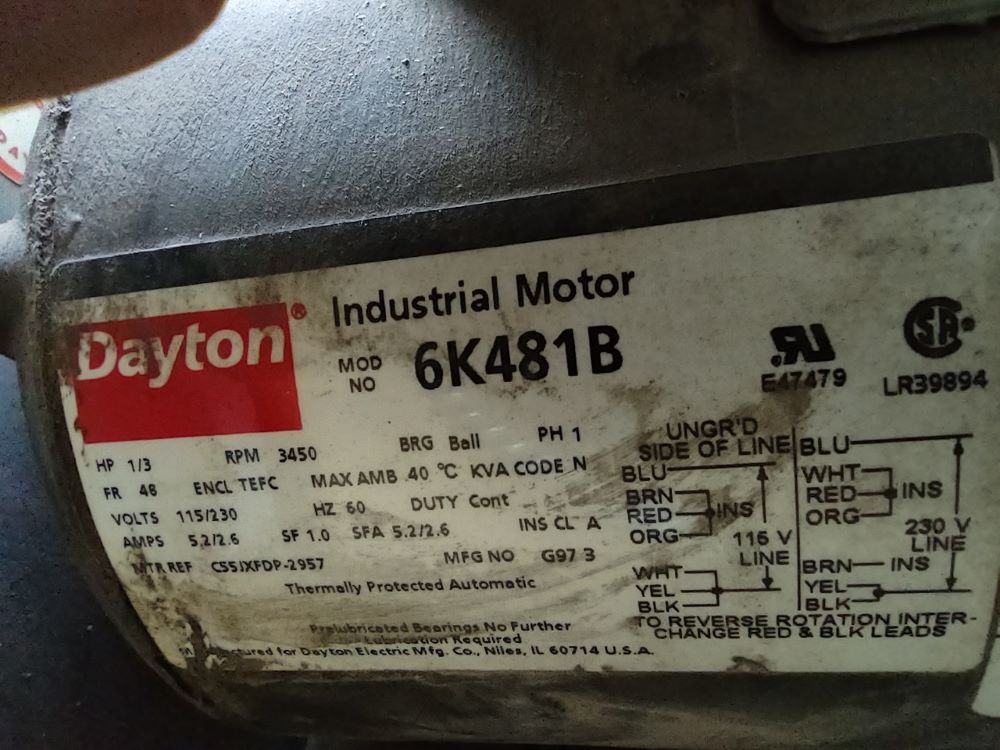 Dayton®
Industrial Motor
MOD NO 6K481B
E47479
SA
LR39894
HP 1/3 RPM 3450 BRG Ball PH 1
FR 48 ENCL TEFC MAX AMB 40 °C KVA CODE N
VOLTS 115/230 HZ 60 DUTY Cont
AMPS 5.2/2.6 SF 1.0 SFA 5.2/2.6 INS CL A
MTR REF C55JXFDP-2957 MFG NO G97 3
Thermally Protected Automatic
Prelubricated Bearings No Further
Lubrication Required
for Dayton Electric Mfg. Co., Niles, IL 60714 U.S.A.
UNGR'D
SIDE OF LINE
BLU
BRN
RED
ORG
INS
115 V
LINE
WHT
YEL
BLK
BLU
WHT
RED
ORG
INS
230 V
LINE
BRN INS
YEL
BLK
TO REVERSE ROTATION INTER-
CHANGE RED & BLK LEADS